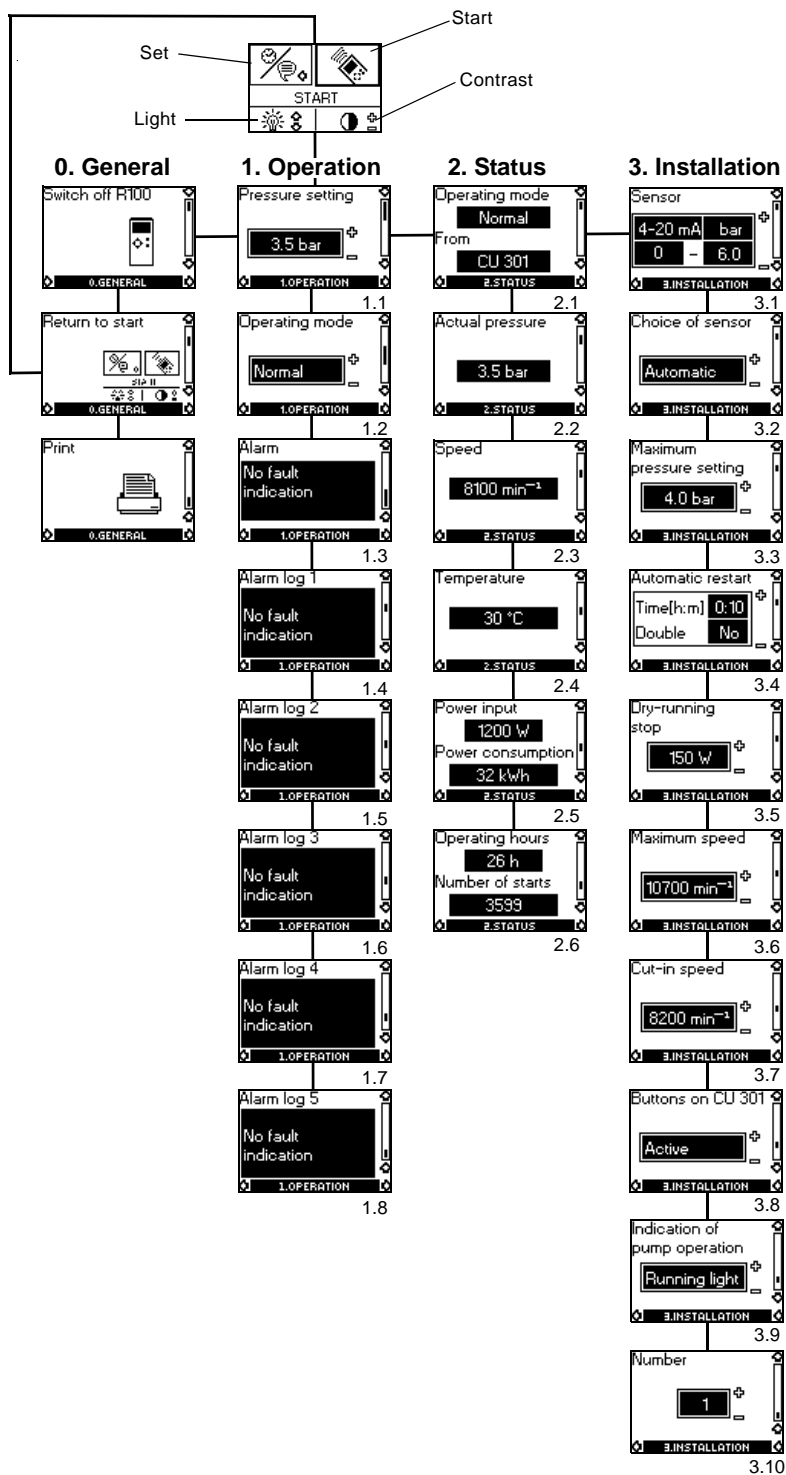 Start
Set
Contrast
START
Light
0. General
1. Operation
2. Status
3. Installation
Switch off R100
0.GENERAL
Return to start
START
0.GENERAL
Print
0.GENERAL
Pressure setting
3.5 bar
1.OPERATION
1.1
Operating mode
Normal
1.OPERATION
1.2
Alarm
No fault
indication
1.OPERATION
1.3
Alarm log 1
No fault
indication
1.OPERATION
1.4
Alarm log 2
No fault
indication
1.OPERATION
1.5
Alarm log 3
No fault
indication
1.OPERATION
1.6
Alarm log 4
No fault
indication
1.OPERATION
1.7
Alarm log 5
No fault
indication
1.OPERATION
1.8
Operating mode
Normal
From
CU 301
2.STATUS
2.1
Actual pressure
3.5 bar
2.STATUS
2.2
Speed
8100 min⁻¹
2.STATUS
2.3
Temperature
30 °C
2.STATUS
2.4
Power input
1200 W
Power consumption
32 kWh
2.STATUS
2.5
Operating hours
26 h
Number of starts
3599
2.STATUS
2.6
Sensor
4-20 mA bar
0 - 6.0
3.INSTALLATION
3.1
Choice of sensor
Automatic
3.INSTALLATION
3.2
Maximum
pressure setting
4.0 bar
3.INSTALLATION
3.3
Automatic restart
Time[h:m] 0:10
Double No
3.INSTALLATION
3.4
Dry-running
stop
150 W
3.INSTALLATION
3.5
Maximum speed
10700 min⁻¹
3.INSTALLATION
3.6
Cut-in speed
8200 min⁻¹
3.INSTALLATION
3.7
Buttons on CU 301
Active
3.INSTALLATION
3.8
Indication of
pump operation
Running light
3.INSTALLATION
3.9
Number
1
3.INSTALLATION
3.10